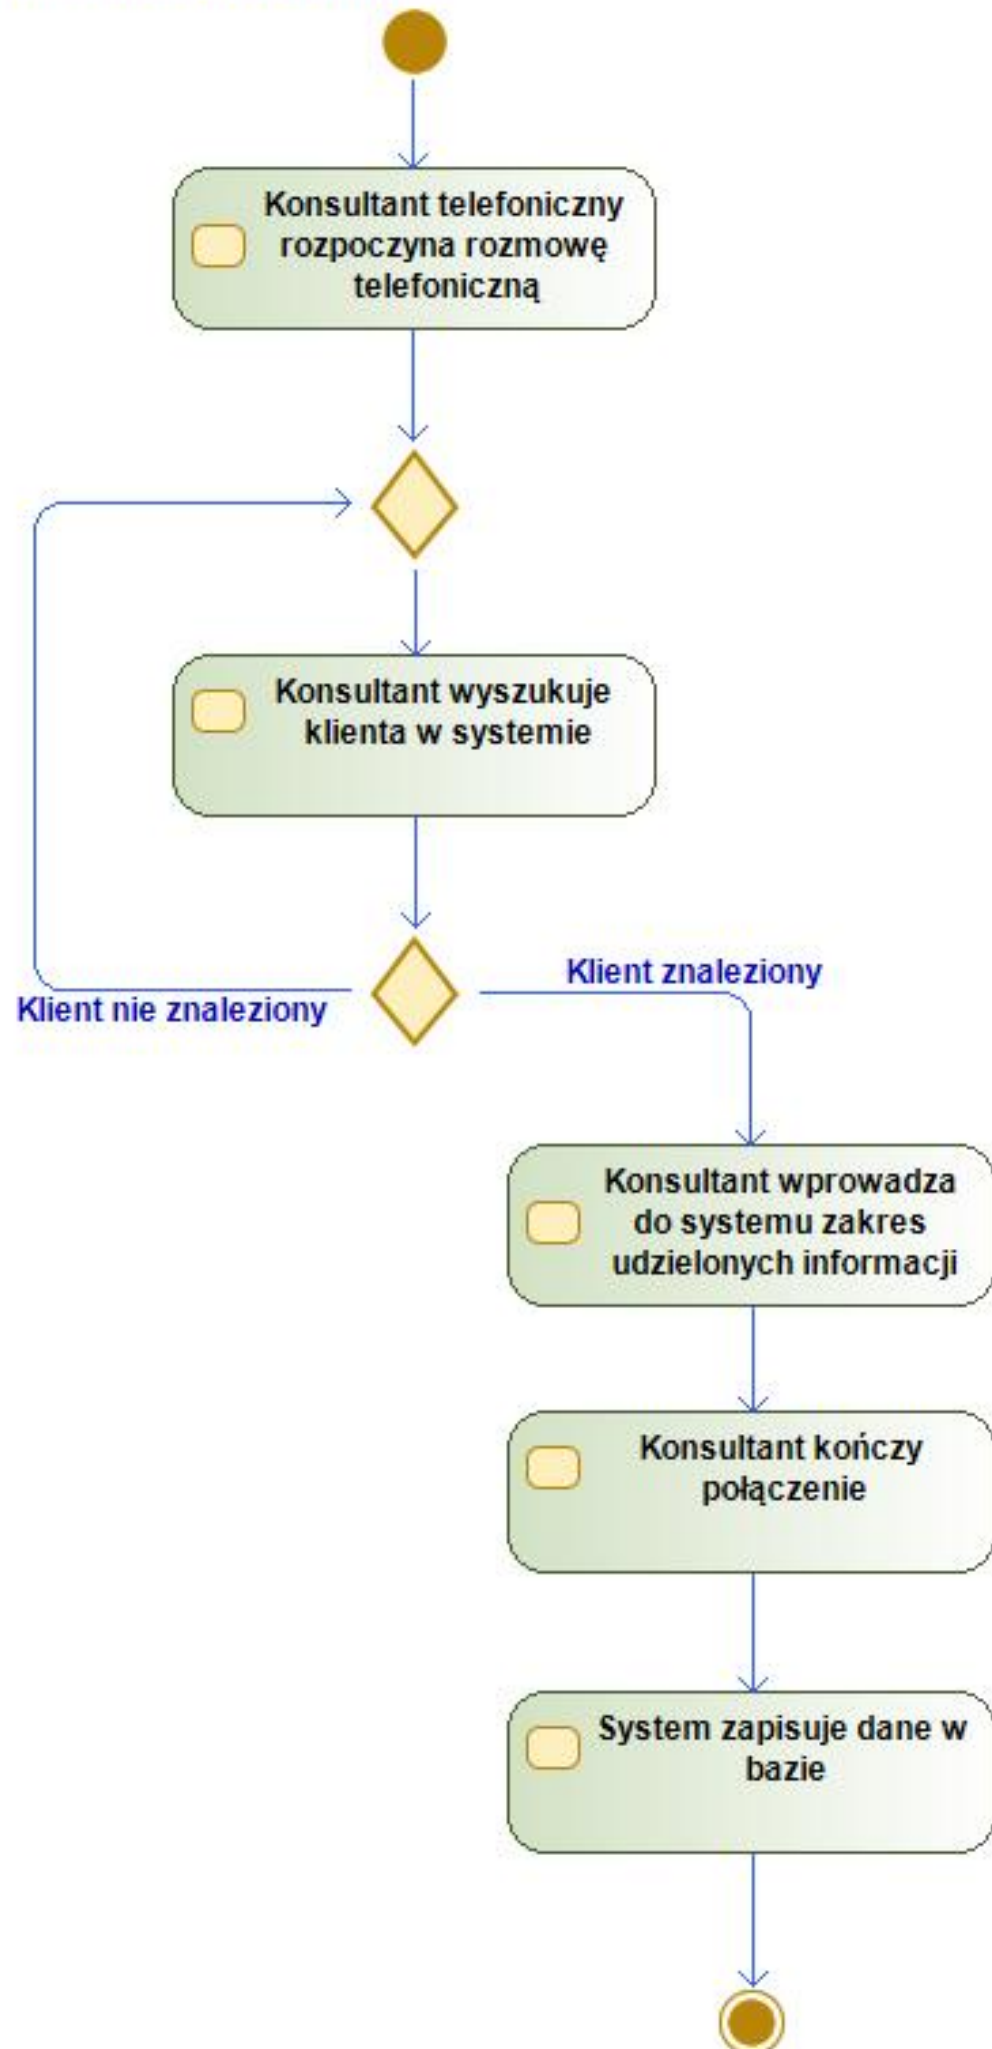 Konsultant telefoniczny
rozpoczyna rozmowę
telefoniczną
Konsultant wyszukuje
klienta w systemie
Klient znaleziony
Klient nie znaleziony
Konsultant wprowadza
do systemu zakres
udzielonych informacji
Konsultant kończy
połączenie
System zapisuje dane w
bazie